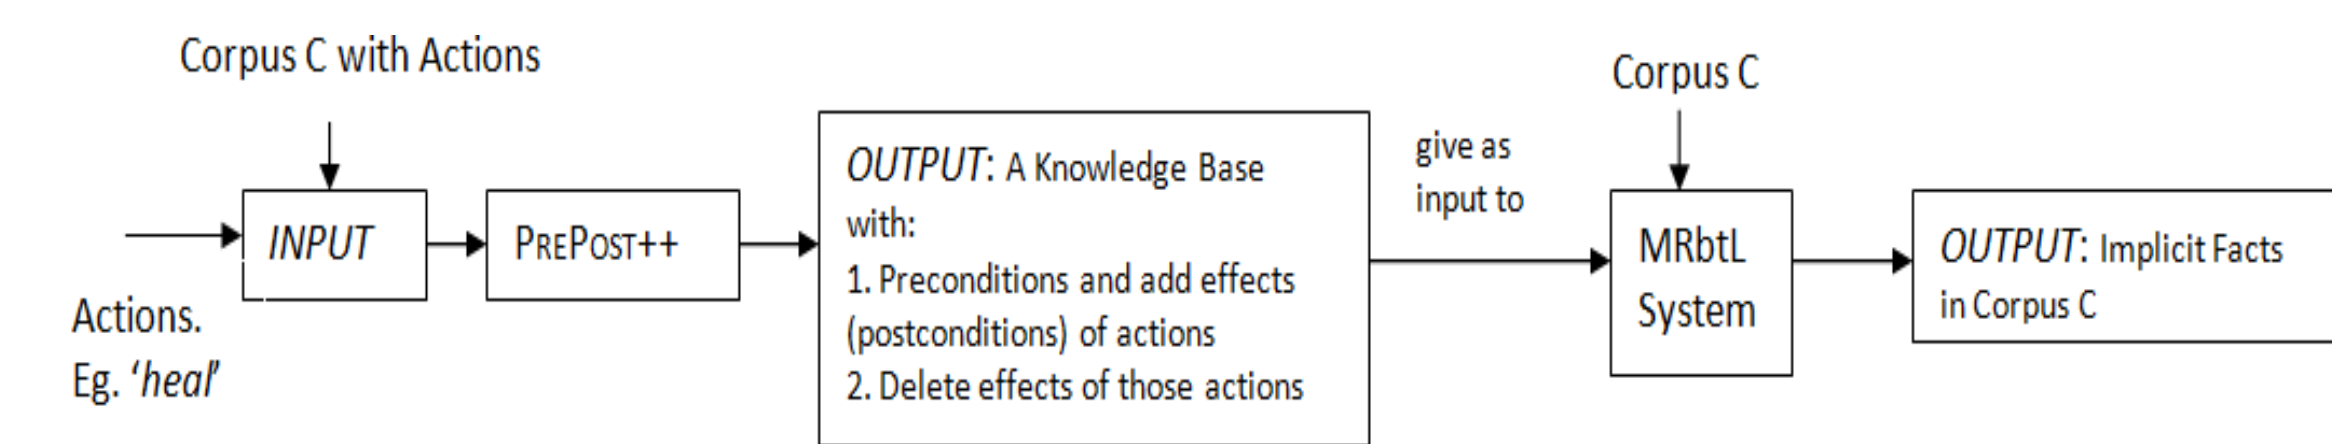 Corpus C with Actions
Actions.
Eg. ‘heal’
INPUT
PREPOST++
OUTPUT: A Knowledge Base
with:
1. Preconditions and add effects
(postconditions) of actions
2. Delete effects of those actions
give as
input to
Corpus C
MRbtL
System
OUTPUT: Implicit Facts
in Corpus C